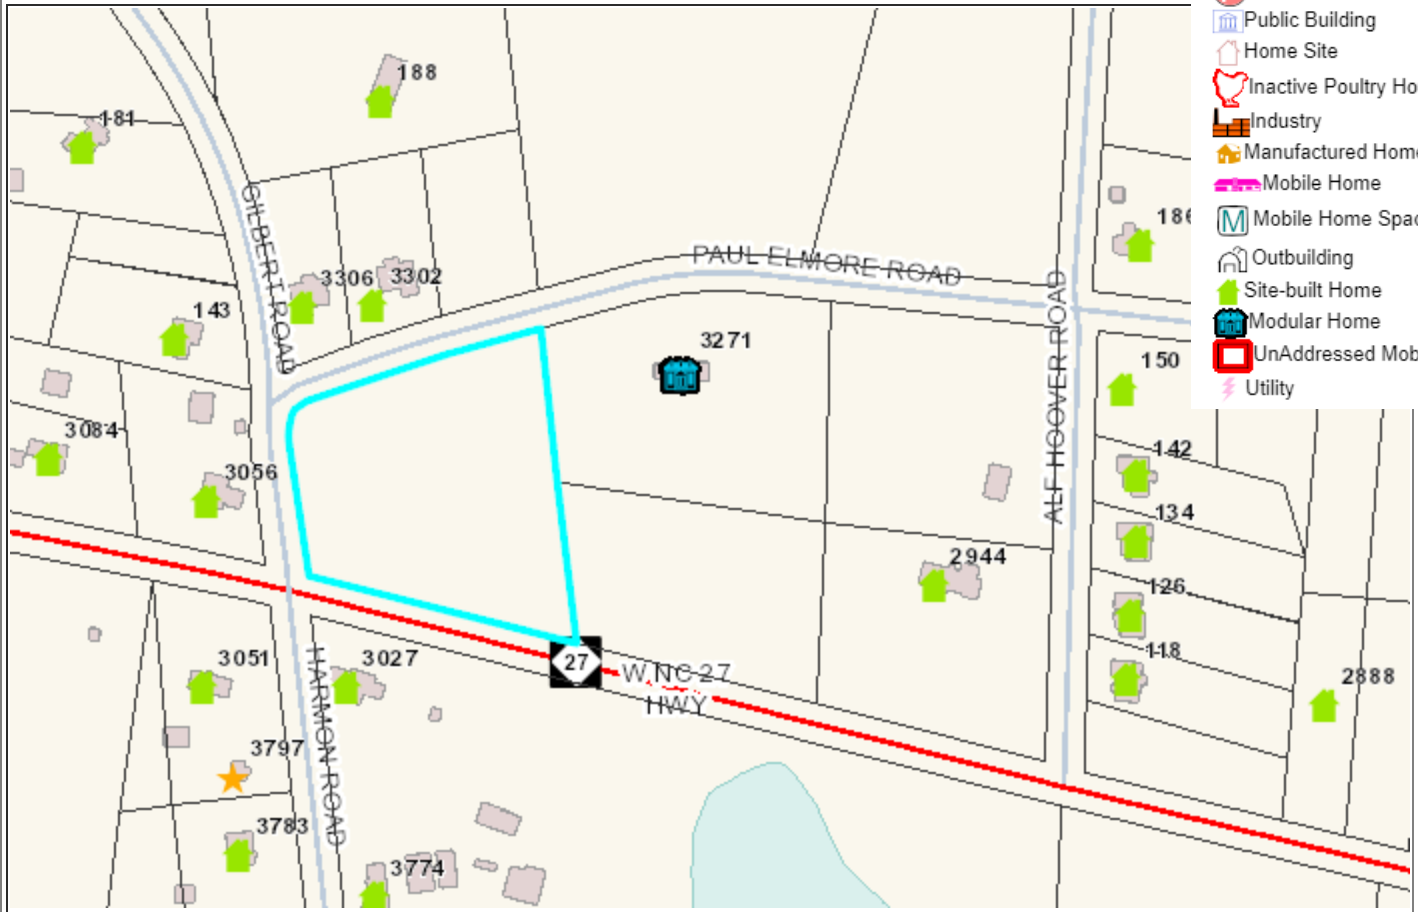 Public Building
Home Site
Inactive Poultry Ho
Industry
Manufactured Home
Mobile Home
M Mobile Home Spac
Outbuilding
Site-built Home
Modular Home
UnAddressed Mob
Utility
188
181
186
GILBERT ROAD
3306
3302
PAUL ELMORE ROAD
143
3271
ALF HOOVER ROAD
150
3084
142
3056
134
2944
126
118
3051
3027
27
W NC 27
HWY
2888
HARMON ROAD
3797
3783
3774